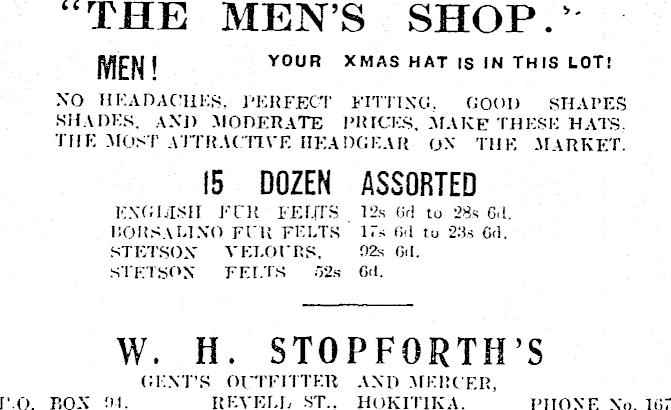 "THE MEN'S SHOP."
MEN! YOUR XMAS HAT IS IN THIS LOT!
NO HEADACHES, PERFECT FITTING, GOOD SHAPES
SHADES, AND MODERATE PRICES, MAKE THESE HATS.
THE MOST ATTRACTIVE HEADGEAR ON THE MARKET.
15 DOZEN ASSORTED
ENGLISH FUR FELTS 12s 6d to 28s 6d.
BORSALINO FUR FELTS 17s 6d to 23s 6d.
STETSON VELOURS, 92s 6d.
STETSON FELTS 52s 6d.
W. H. STOPFORTH'S
GENT'S OUTFITTER AND MERCER,
P.O. BOX 94. REVELL ST., HOKITIKA. PHONE No. 167